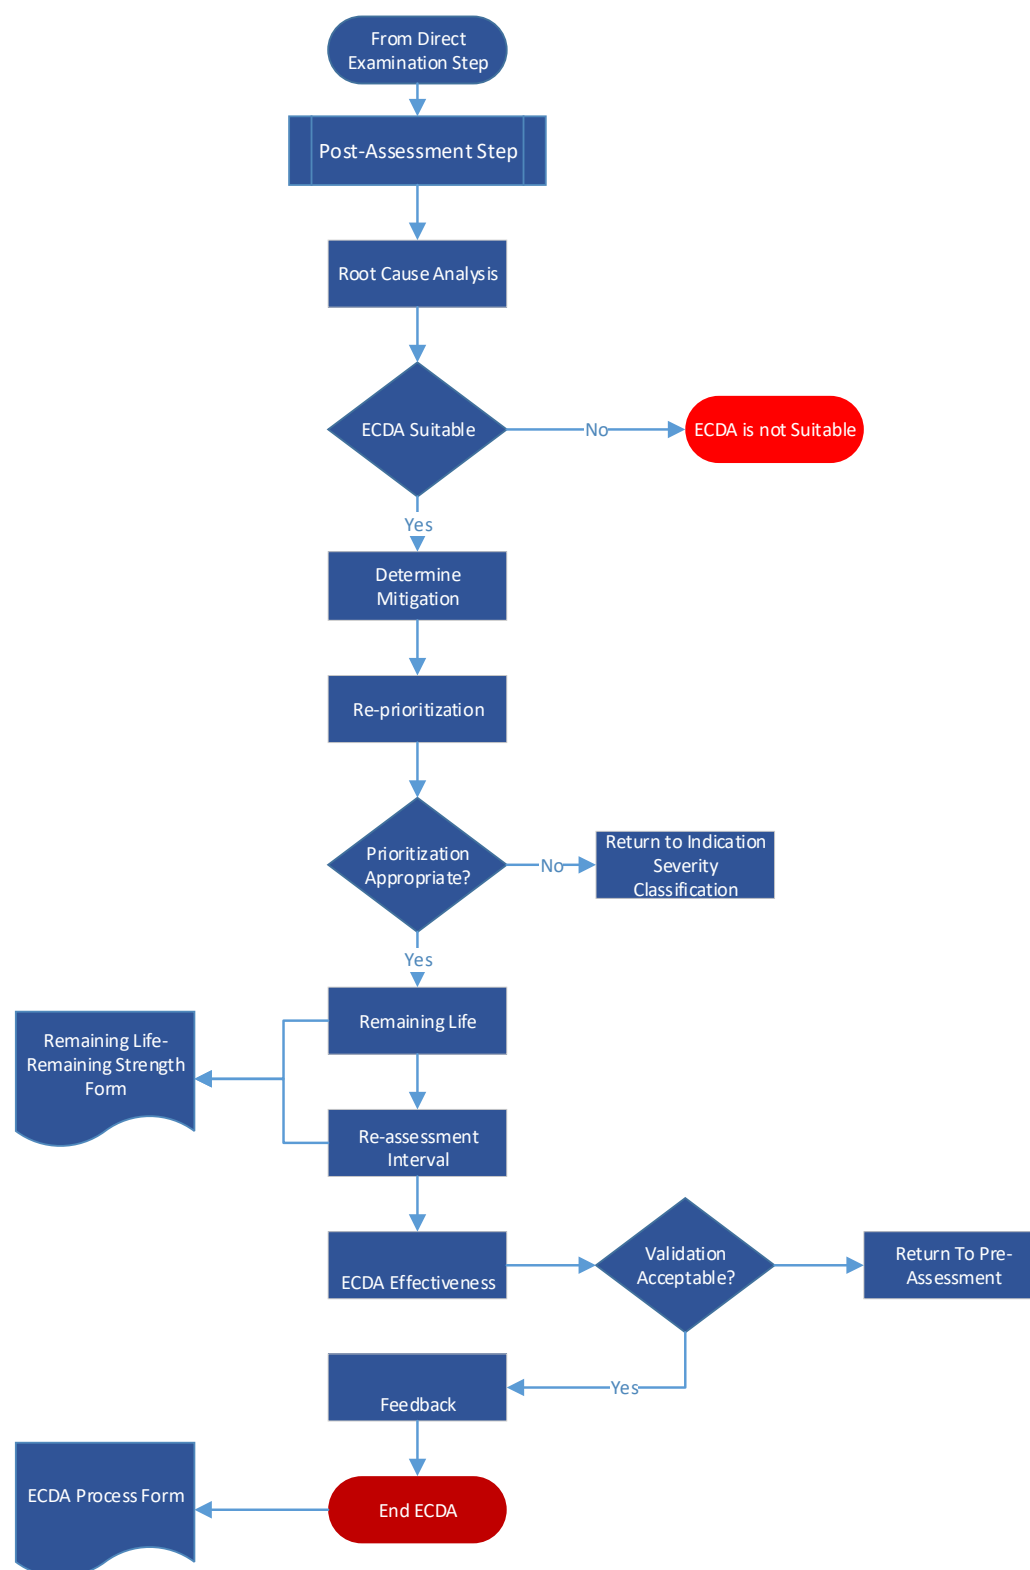 From Direct
Examination Step
Post-Assessment Step
Root Cause Analysis
ECDA Suitable
No
ECDA is not Suitable
Yes
Determine
Mitigation
Re-prioritization
Prioritization
Appropriate?
No
Return to Indication
Severity
Classification
Yes
Remaining Life
Remaining Life-
Remaining Strength
Form
Re-assessment
Interval
ECDA Effectiveness
Validation
Acceptable?
Return To Pre-
Assessment
Yes
Feedback
End ECDA
ECDA Process Form